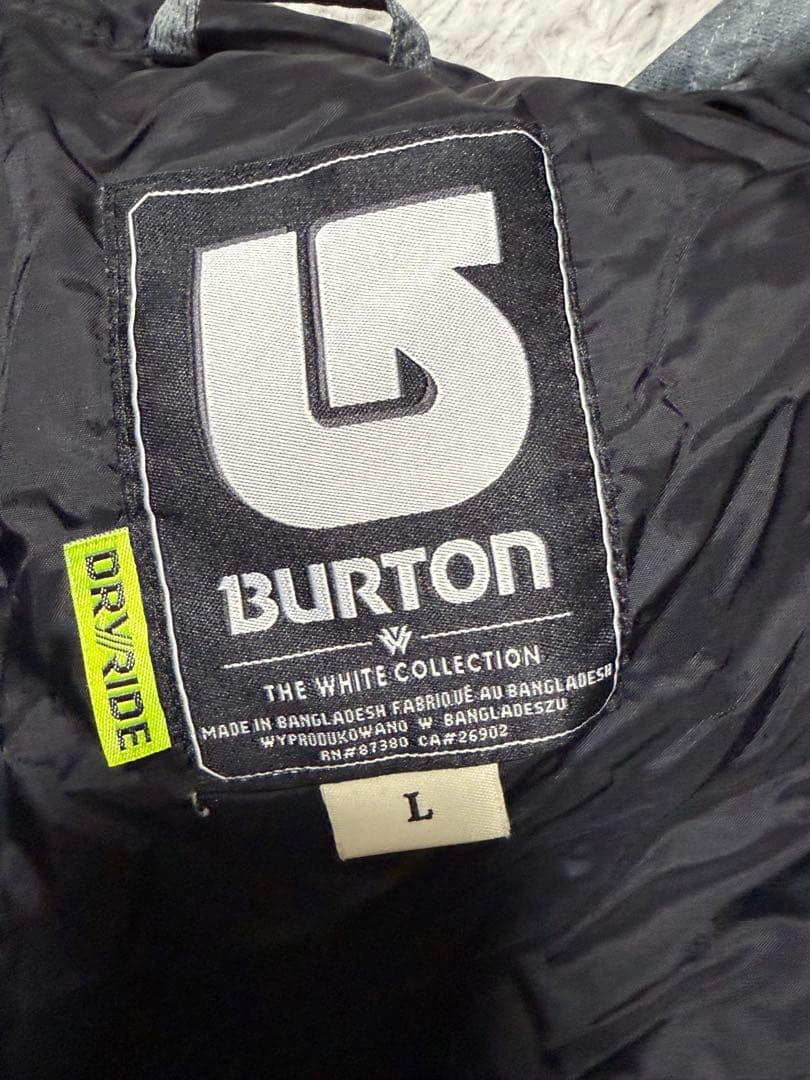 BURTON
THE WHITE COLLECTION
MADE IN BANGLADESH FABRIQUÉ AU BANGLADESH
WYPRODUKOWANO W BANGLADESZU
RN#87380 CA#26902
DRYRIDE
L